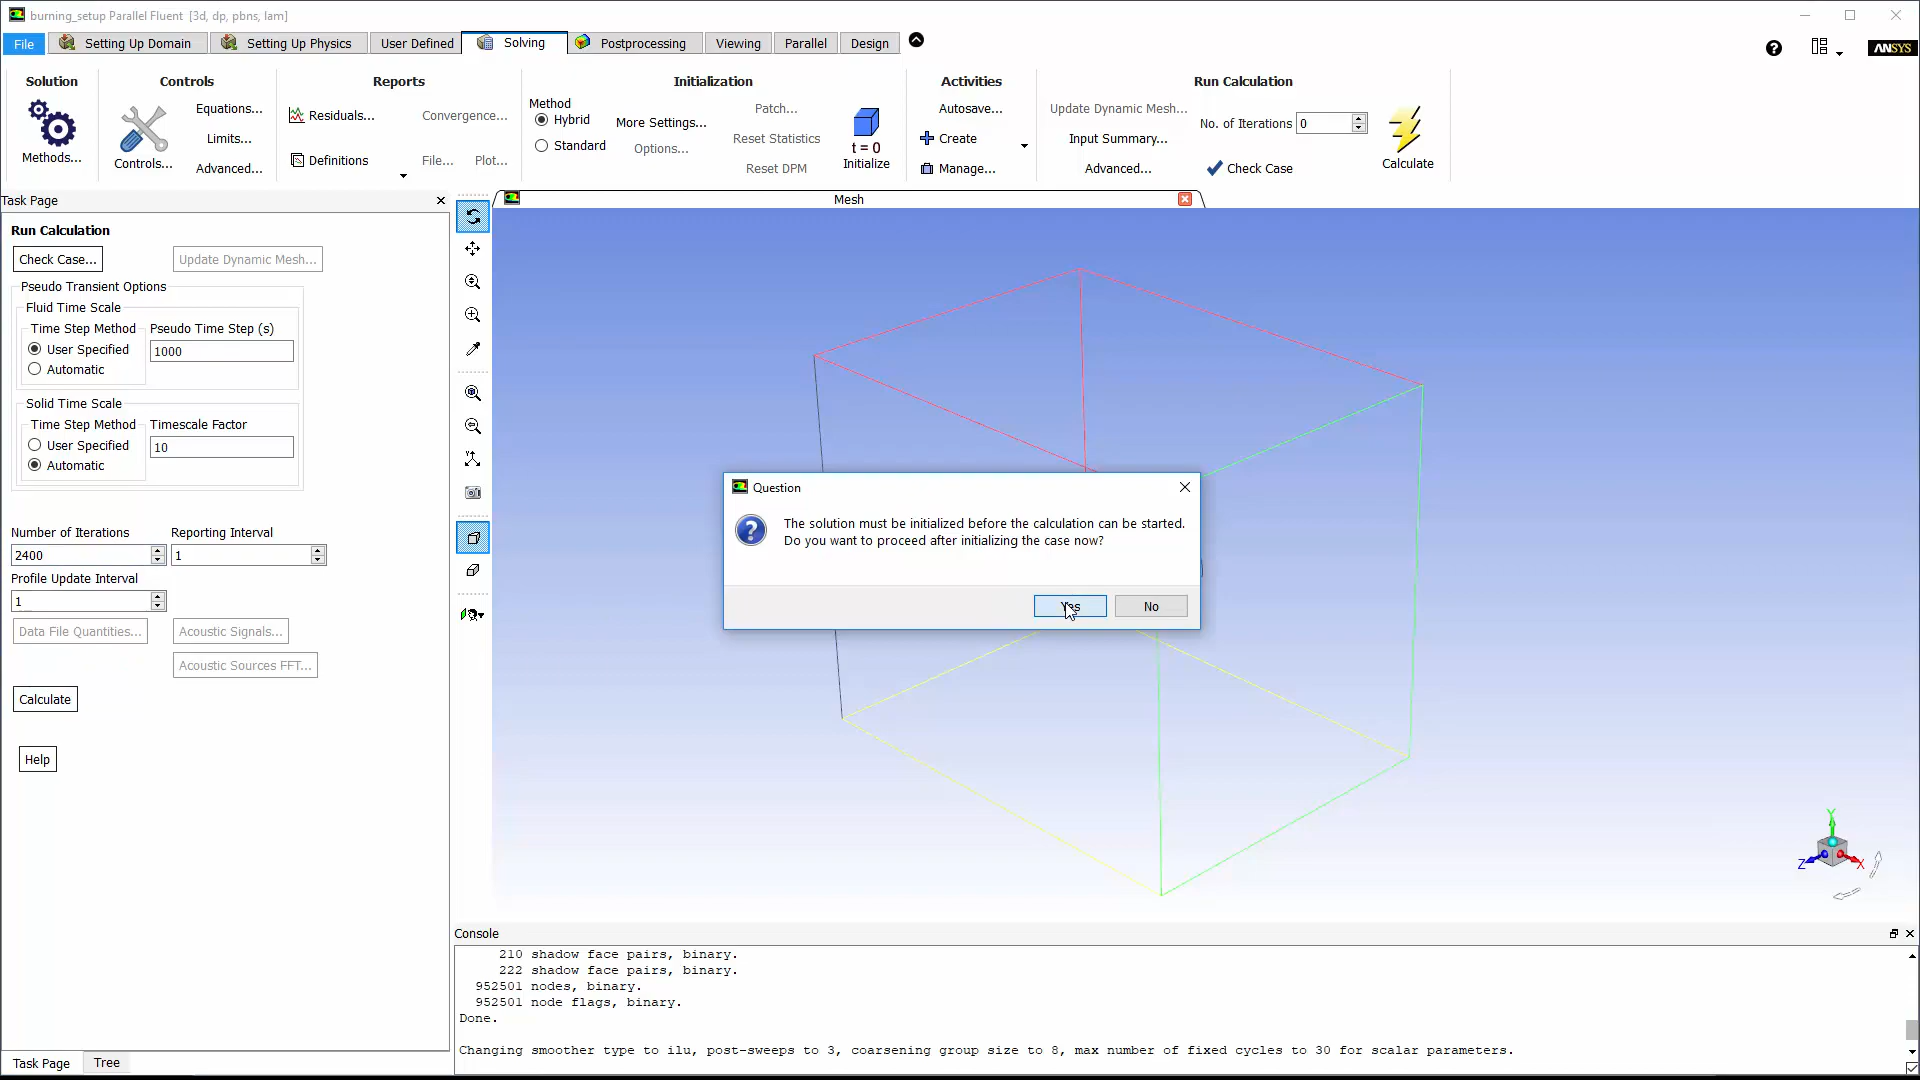 burning_setup Parallel Fluent [3d, dp, pbns, lam]
File Setting Up Domain Setting Up Physics User Defined Solving Postprocessing Viewing Parallel Design
ANSYS
Solution
Methods...
Controls
Controls...
Equations...
Limits...
Advanced...
Reports
Residuals...
Definitions
Convergence...
File... Plot...
Initialization
Method
Hybrid
Standard
More Settings...
Options...
Patch...
Reset Statistics
Reset DPM
t = 0
Initialize
Activities
Autosave...
Create
Manage...
Run Calculation
Update Dynamic Mesh...
Input Summary...
Advanced...
No. of Iterations 0
Check Case
Calculate
Task Page
Run Calculation
Check Case... Update Dynamic Mesh...
Pseudo Transient Options
Fluid Time Scale
Time Step Method Pseudo Time Step (s)
User Specified 1000
Automatic
Solid Time Scale
Time Step Method Timescale Factor
User Specified 10
Automatic
Number of Iterations Reporting Interval
2400 1
Profile Update Interval
1
Data File Quantities... Acoustic Signals...
Acoustic Sources FFT...
Calculate
Help
Task Page Tree
Mesh
Question
The solution must be initialized before the calculation can be started.
Do you want to proceed after initializing the case now?
Yes No
Y
Z X
Console
210 shadow face pairs, binary.
222 shadow face pairs, binary.
952501 nodes, binary.
952501 node flags, binary.
Done.
Changing smoother type to ilu, post-sweeps to 3, coarsening group size to 8, max number of fixed cycles to 30 for scalar parameters.